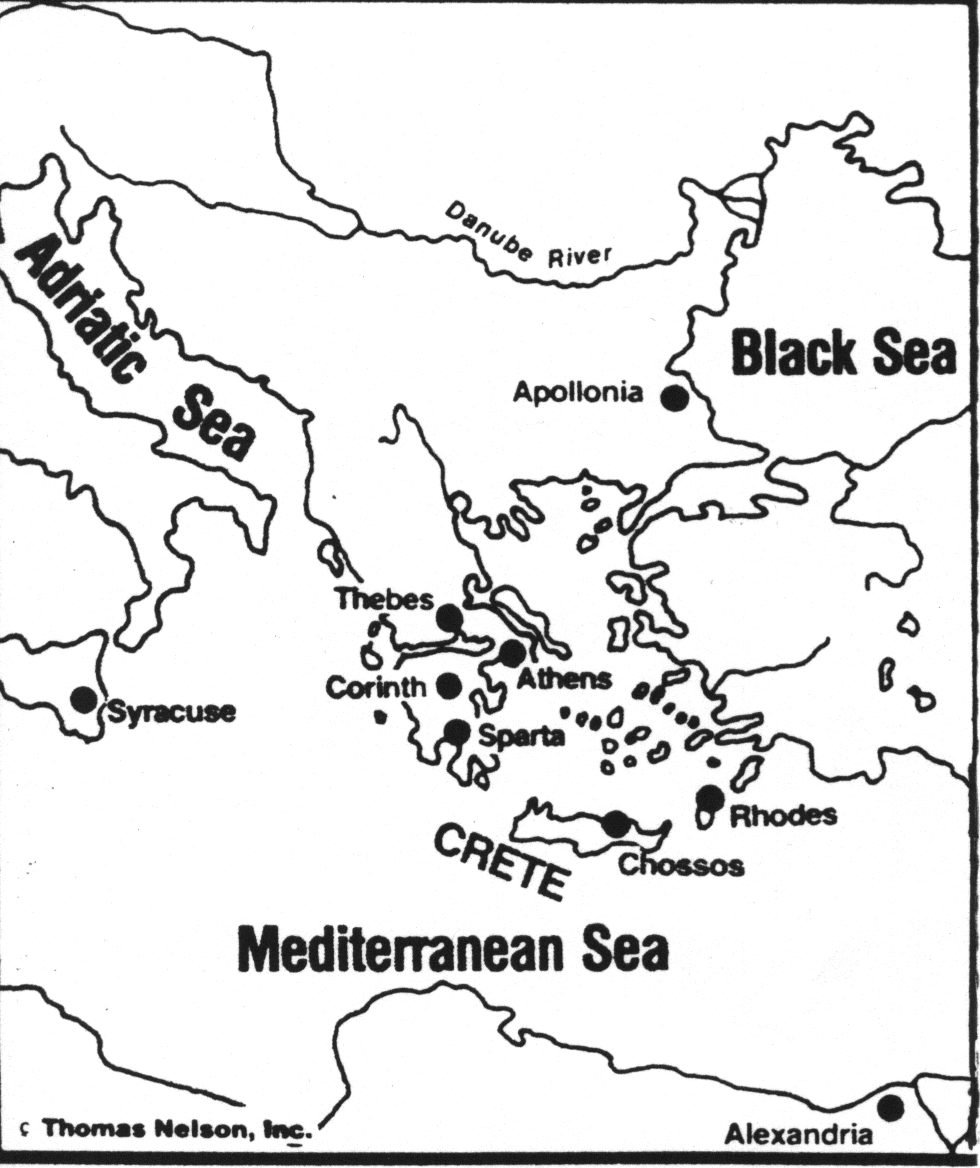 Danube River
Adriatic
Sea
Black Sea
Apollonia
Thebes
Athens
Corinth
Syracuse
Sparta
Rhodes
CRETE
Chossos
Mediterranean Sea
c Thomas Nelson, Inc.
Alexandria